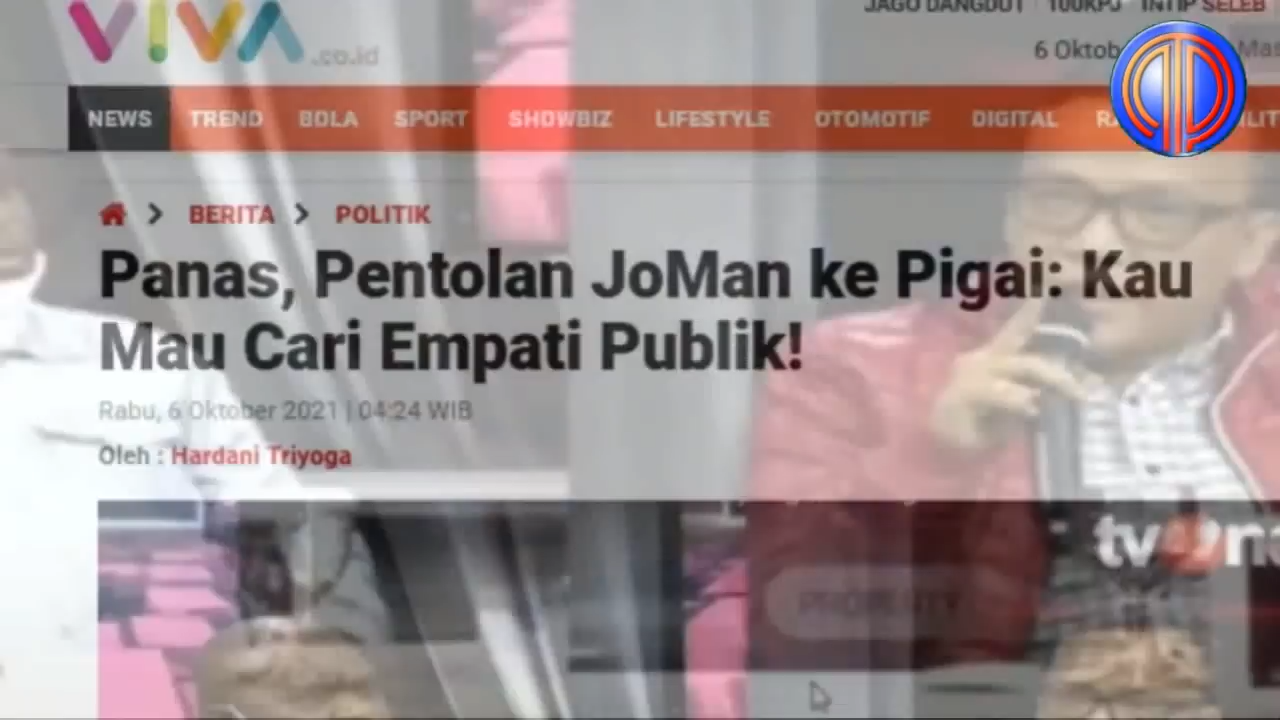 VIVA.co.id
JAGO DANGDUT 100KPJ INTIP SELEB
6
NEWS TREND BOLA SPORT SHOWBIZ LIFESTYLE OTOMOTIF DIGITAL
BERITA > POLITIK
Panas, Pentolan JoMan ke Pigai: Kau
Mau Cari Empati Publik!
Rabu, 6 Oktober 2021 | 04:24 WIB
Oleh : Hardani Triyoga